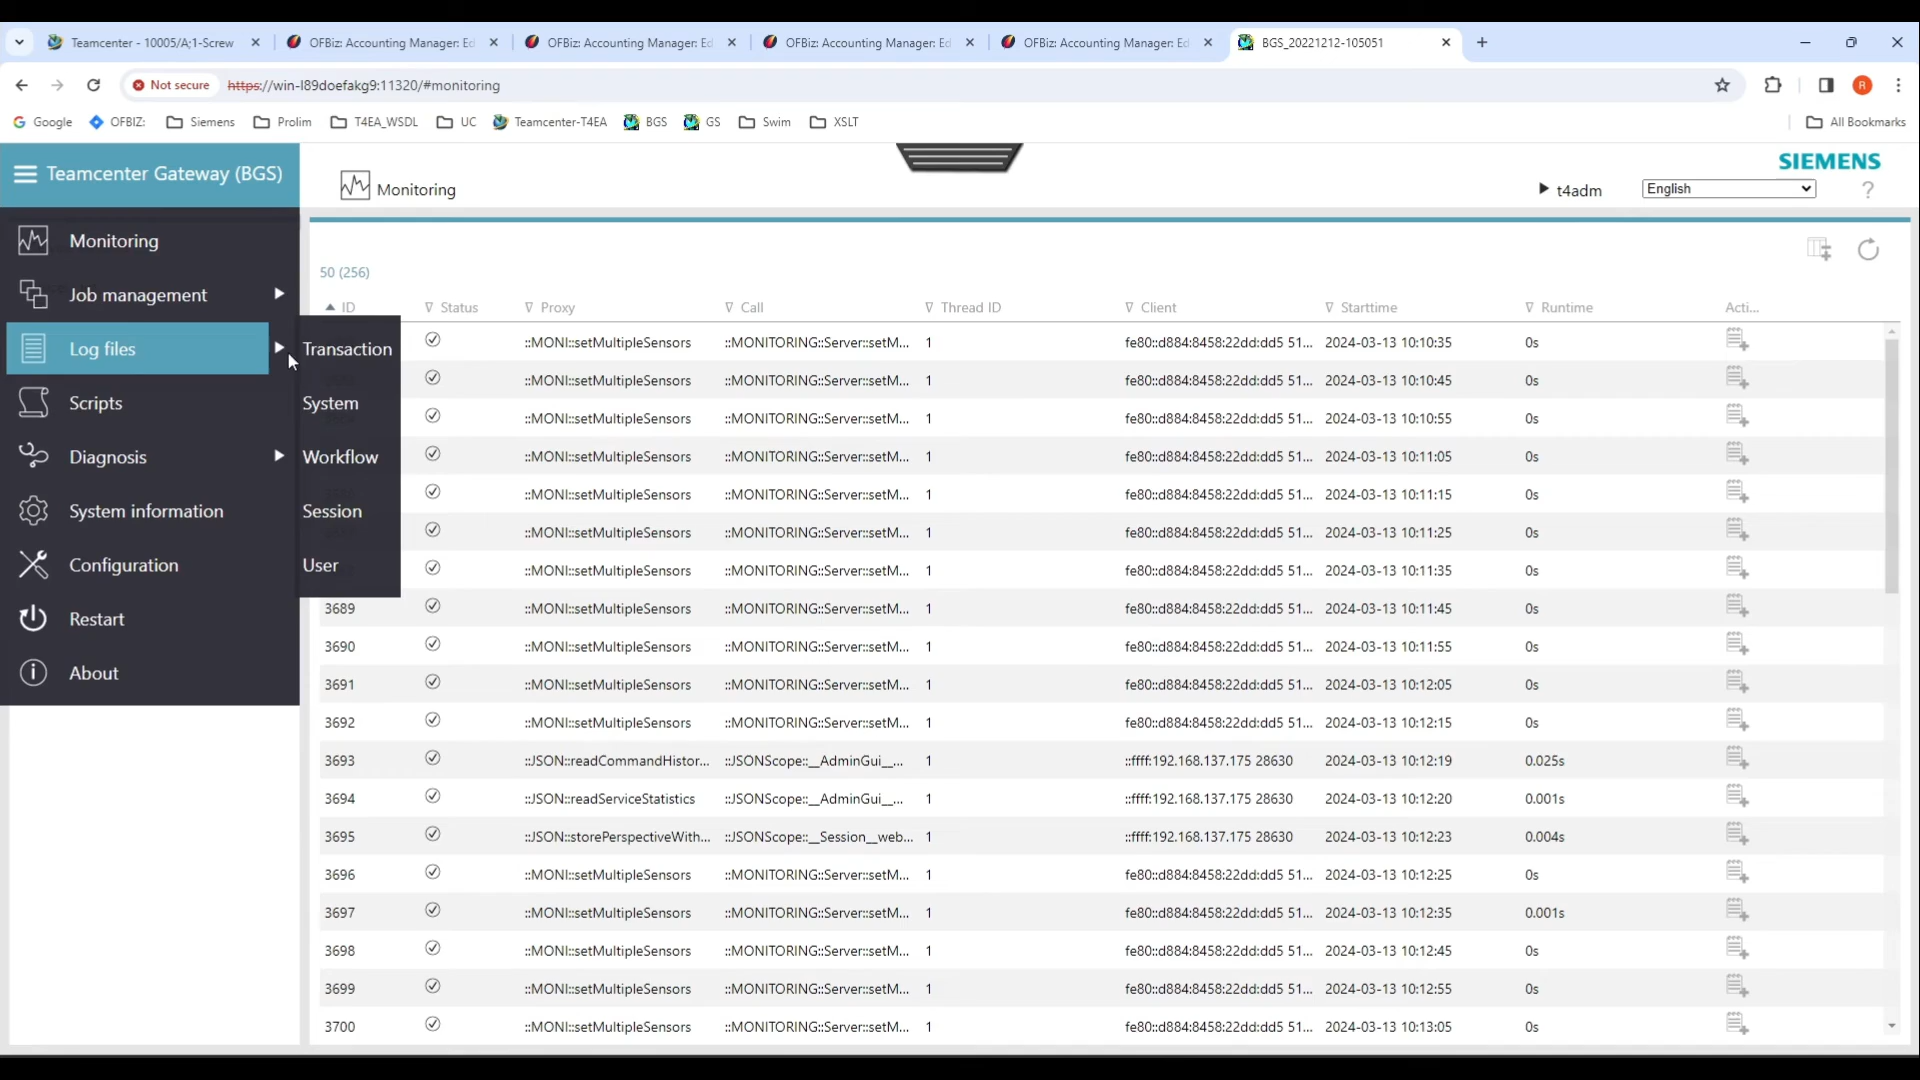 Teamcenter - 10005/A;1-Screw
OFBiz: Accounting Manager: Ed
OFBiz: Accounting Manager: Ed
OFBiz: Accounting Manager: Ed
OFBiz: Accounting Manager: Ed
BGS_20221212-105051
Not secure https://win-l89doefakg9:11320/#monitoring
R
Google OFBIZ: Siemens Prolim T4EA_WSDL UC Teamcenter-T4EA BGS GS Swim XSLT All Bookmarks
Teamcenter Gateway (BGS)
Monitoring
SIEMENS
t4adm English ?
Monitoring
Job management
Log files
Scripts
Diagnosis
System information
Configuration
Restart
About
Transaction
System
Workflow
Session
User
50 (256)
ID Status Proxy Call Thread ID Client Starttime Runtime Acti...
::MONI::setMultipleSensors ::MONITORING::Server::setM... 1 fe80::d884:8458:22dd:dd5 51... 2024-03-13 10:10:35 0s
::MONI::setMultipleSensors ::MONITORING::Server::setM... 1 fe80::d884:8458:22dd:dd5 51... 2024-03-13 10:10:45 0s
::MONI::setMultipleSensors ::MONITORING::Server::setM... 1 fe80::d884:8458:22dd:dd5 51... 2024-03-13 10:10:55 0s
::MONI::setMultipleSensors ::MONITORING::Server::setM... 1 fe80::d884:8458:22dd:dd5 51... 2024-03-13 10:11:05 0s
::MONI::setMultipleSensors ::MONITORING::Server::setM... 1 fe80::d884:8458:22dd:dd5 51... 2024-03-13 10:11:15 0s
::MONI::setMultipleSensors ::MONITORING::Server::setM... 1 fe80::d884:8458:22dd:dd5 51... 2024-03-13 10:11:25 0s
::MONI::setMultipleSensors ::MONITORING::Server::setM... 1 fe80::d884:8458:22dd:dd5 51... 2024-03-13 10:11:35 0s
3689 ::MONI::setMultipleSensors ::MONITORING::Server::setM... 1 fe80::d884:8458:22dd:dd5 51... 2024-03-13 10:11:45 0s
3690 ::MONI::setMultipleSensors ::MONITORING::Server::setM... 1 fe80::d884:8458:22dd:dd5 51... 2024-03-13 10:11:55 0s
3691 ::MONI::setMultipleSensors ::MONITORING::Server::setM... 1 fe80::d884:8458:22dd:dd5 51... 2024-03-13 10:12:05 0s
3692 ::MONI::setMultipleSensors ::MONITORING::Server::setM... 1 fe80::d884:8458:22dd:dd5 51... 2024-03-13 10:12:15 0s
3693 ::JSON::readCommandHistor... ::JSONScope::__AdminGui__... 1 ::ffff:192.168.137.175 28630 2024-03-13 10:12:19 0.025s
3694 ::JSON::readServiceStatistics ::JSONScope::__AdminGui__... 1 ::ffff:192.168.137.175 28630 2024-03-13 10:12:20 0.001s
3695 ::JSON::storePerspectiveWith... ::JSONScope::__Session__web... 1 ::ffff:192.168.137.175 28630 2024-03-13 10:12:23 0.004s
3696 ::MONI::setMultipleSensors ::MONITORING::Server::setM... 1 fe80::d884:8458:22dd:dd5 51... 2024-03-13 10:12:25 0s
3697 ::MONI::setMultipleSensors ::MONITORING::Server::setM... 1 fe80::d884:8458:22dd:dd5 51... 2024-03-13 10:12:35 0.001s
3698 ::MONI::setMultipleSensors ::MONITORING::Server::setM... 1 fe80::d884:8458:22dd:dd5 51... 2024-03-13 10:12:45 0s
3699 ::MONI::setMultipleSensors ::MONITORING::Server::setM... 1 fe80::d884:8458:22dd:dd5 51... 2024-03-13 10:12:55 0s
3700 ::MONI::setMultipleSensors ::MONITORING::Server::setM... 1 fe80::d884:8458:22dd:dd5 51... 2024-03-13 10:13:05 0s